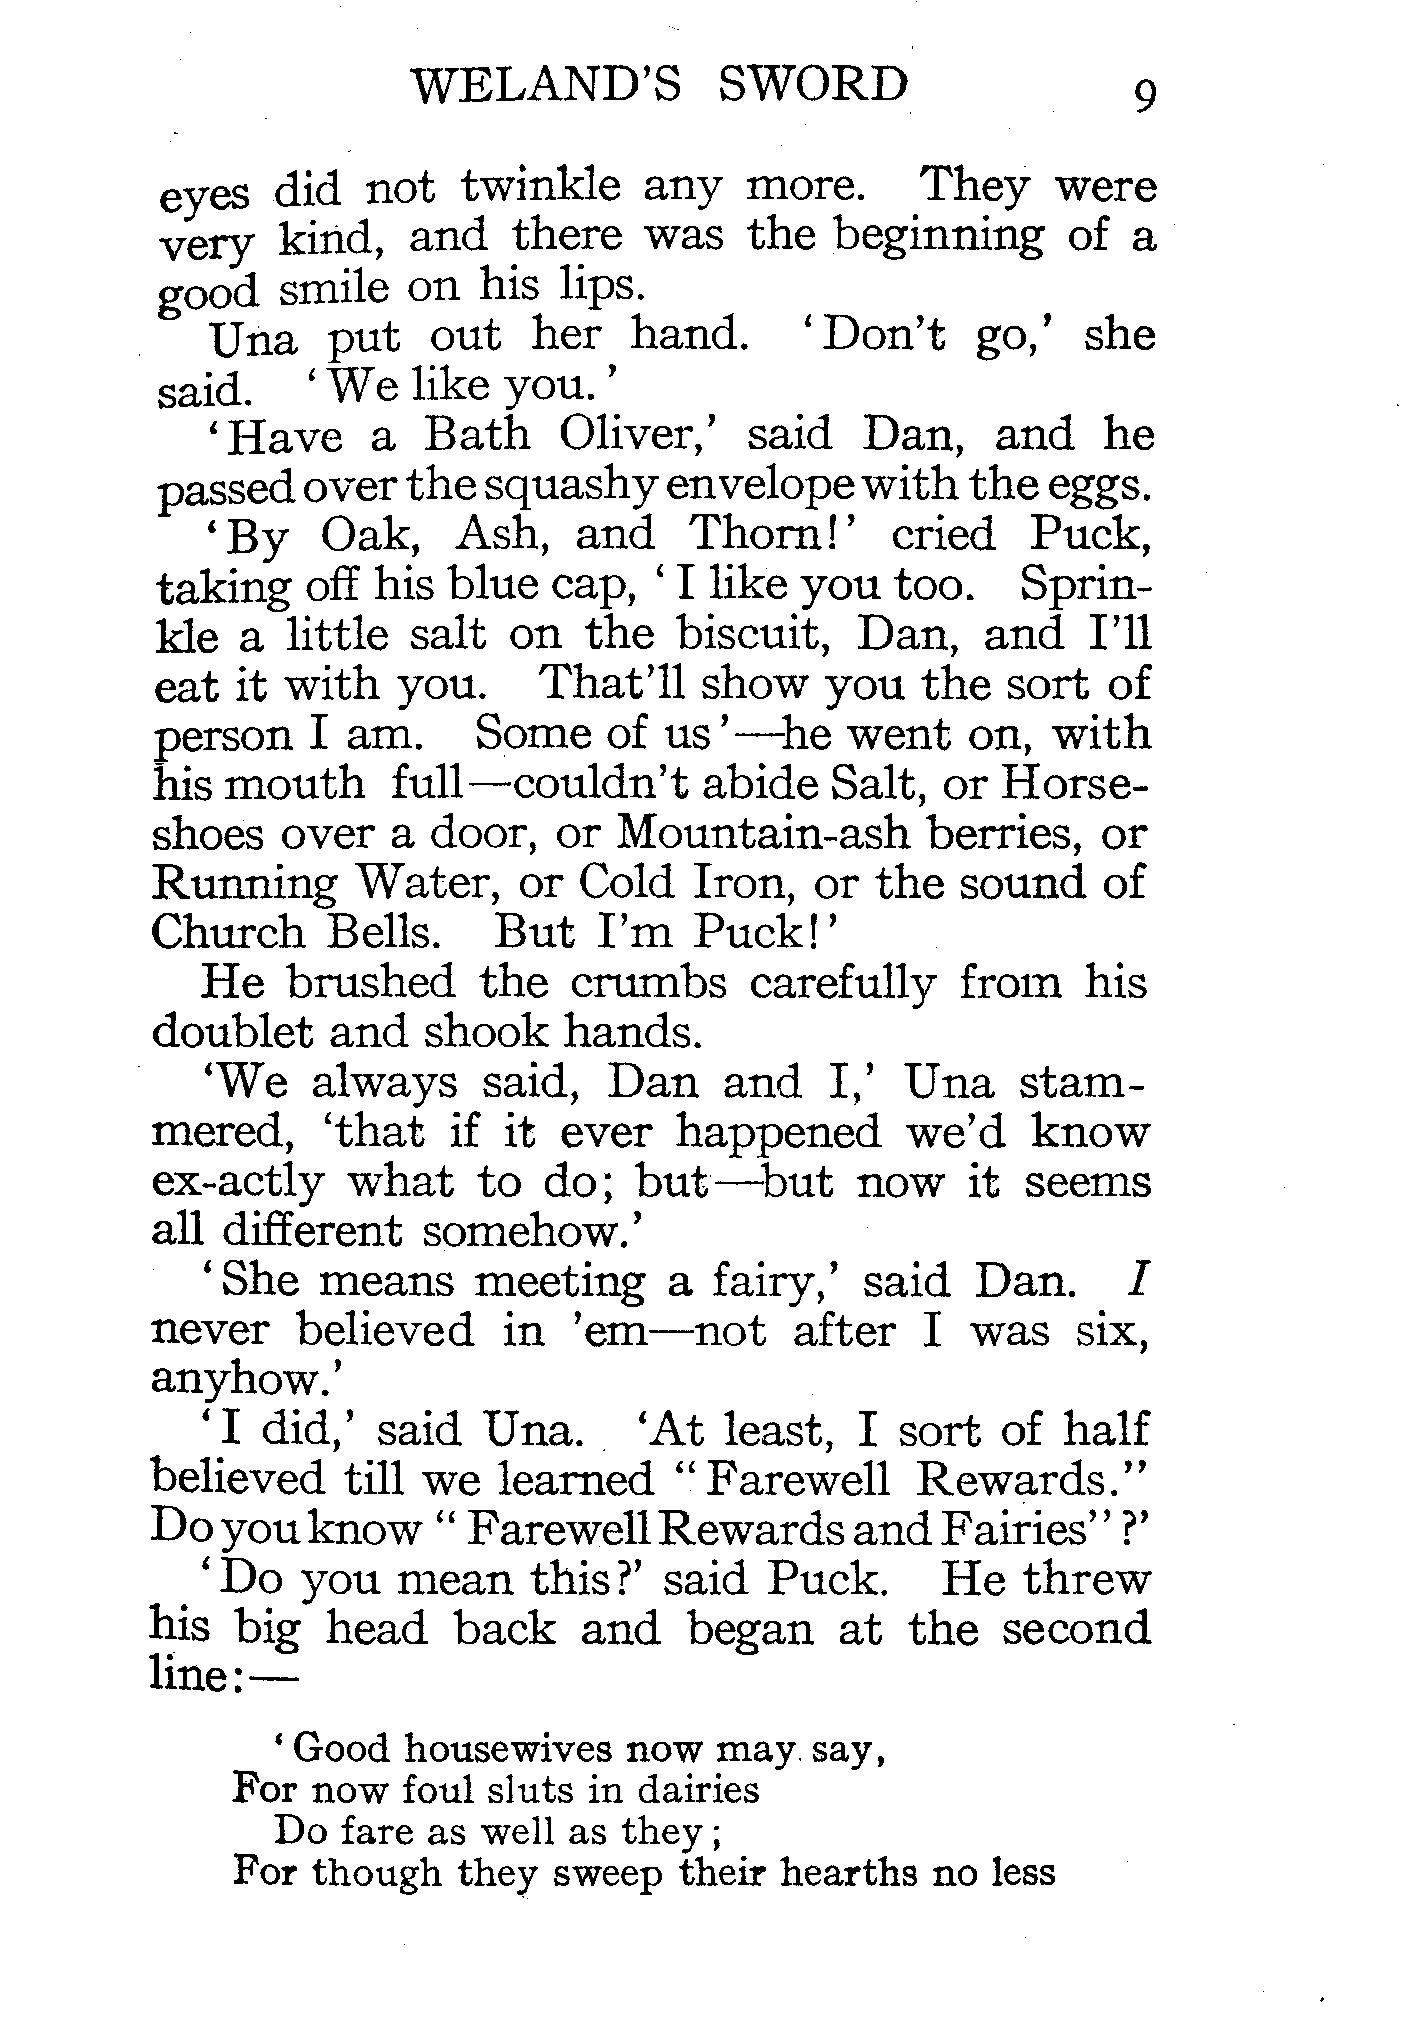 WELAND'S SWORD 9
eyes did not twinkle any more. They were
very kind, and there was the beginning of a
good smile on his lips.
Una put out her hand. 'Don't go,' she
said. 'We like you.'
'Have a Bath Oliver,' said Dan, and he
passed over the squashy envelope with the eggs.
'By Oak, Ash, and Thorn!' cried Puck,
taking off his blue cap, 'I like you too. Sprin-
kle a little salt on the biscuit, Dan, and I'll
eat it with you. That'll show you the sort of
person I am. Some of us'—he went on, with
his mouth full—couldn't abide Salt, or Horse-
shoes over a door, or Mountain-ash berries, or
Running Water, or Cold Iron, or the sound of
Church Bells. But I'm Puck!'
He brushed the crumbs carefully from his
doublet and shook hands.
'We always said, Dan and I,' Una stam-
mered, 'that if it ever happened we'd know
ex-actly what to do; but—but now it seems
all different somehow.'
'She means meeting a fairy,' said Dan. I
never believed in 'em—not after I was six,
anyhow.'
'I did,' said Una. 'At least, I sort of half
believed till we learned "Farewell Rewards."
Do you know "Farewell Rewards and Fairies"?'
'Do you mean this?' said Puck. He threw
his big head back and began at the second
line:—
'Good housewives now may say,
For now foul sluts in dairies
Do fare as well as they;
For though they sweep their hearths no less